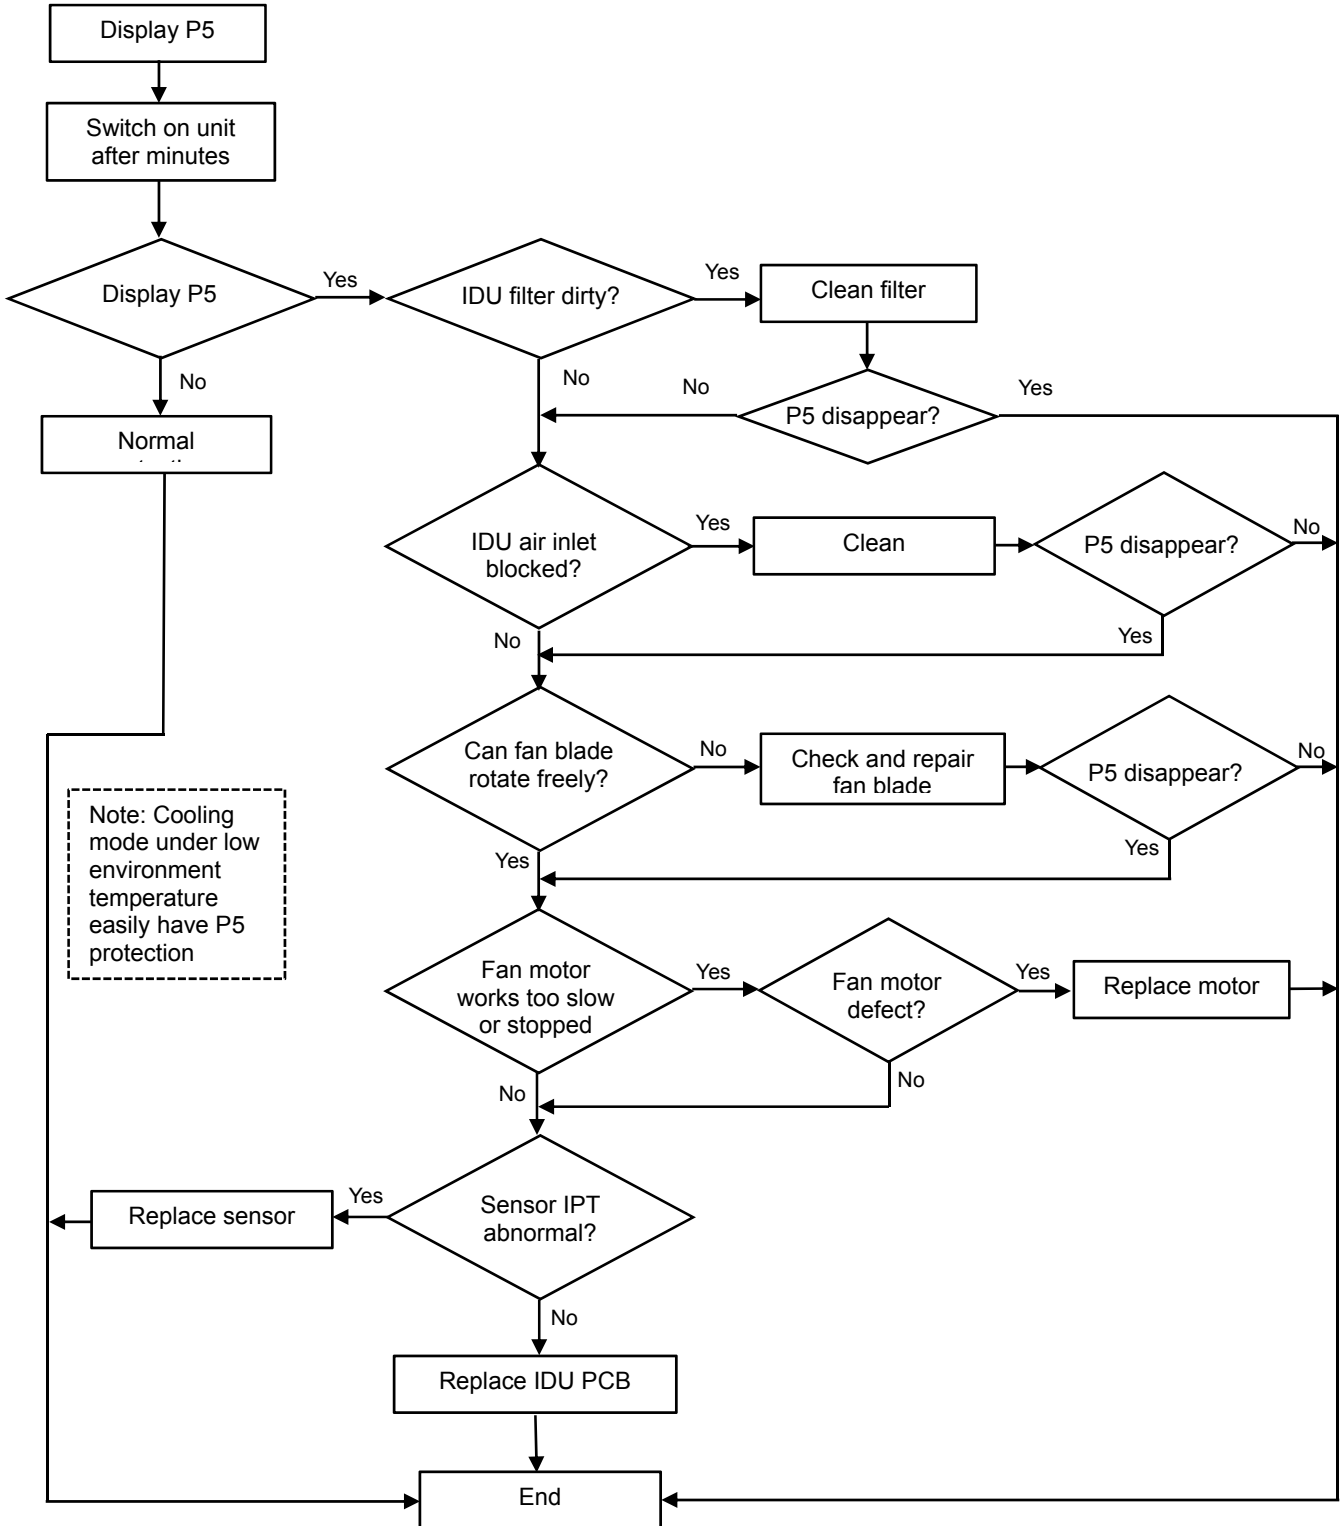 Display P5
Switch on unit
after minutes
Display P5
Yes
IDU filter dirty?
Yes
Clean filter
No
No
No
Yes
P5 disappear?
Normal
IDU air inlet
blocked?
Yes
Clean
P5 disappear?
No
No
Yes
Can fan blade
rotate freely?
No
Check and repair
fan blade
P5 disappear?
No
Yes
Yes
Note: Cooling
mode under low
environment
temperature
easily have P5
protection
Fan motor
works too slow
or stopped
Yes
Fan motor
defect?
Yes
Replace motor
No
No
Sensor IPT
abnormal?
Yes
Replace sensor
No
Replace IDU PCB
End